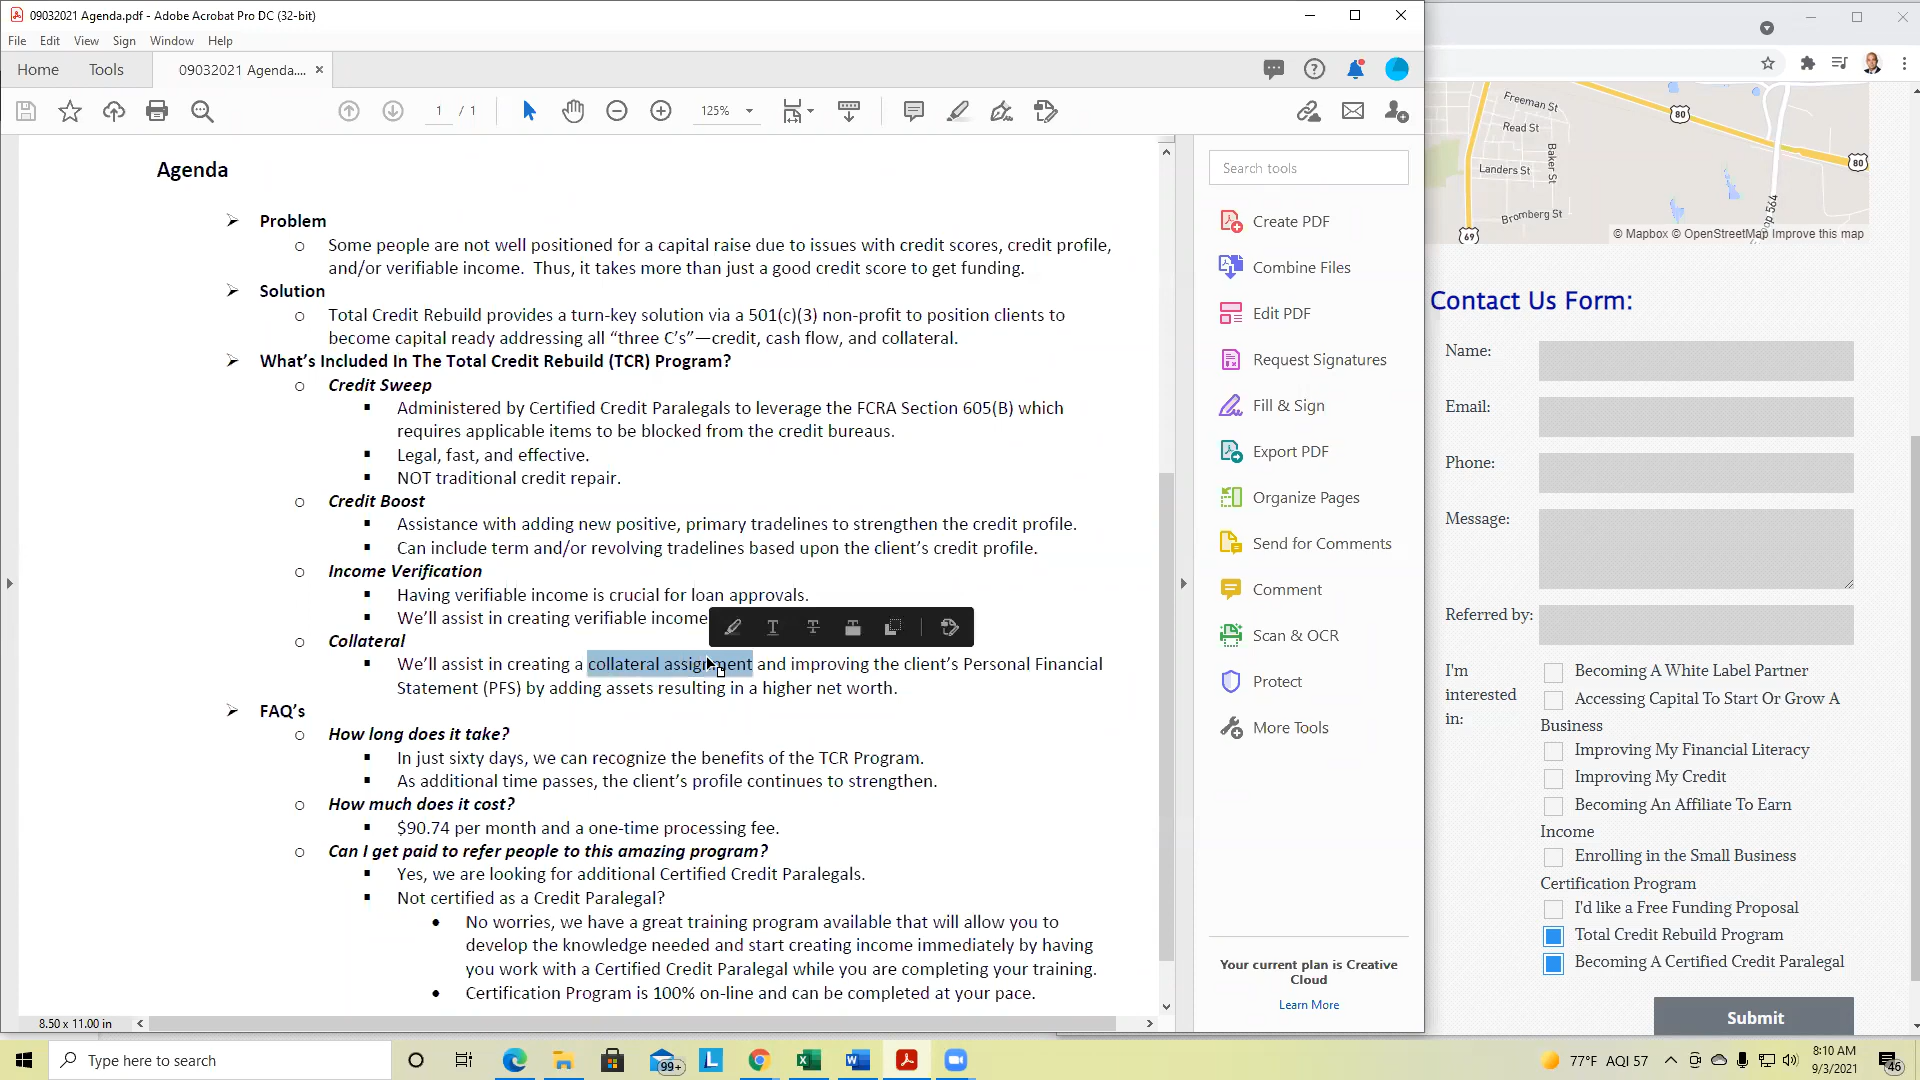 09032021 Agenda.pdf - Adobe Acrobat Pro DC (32-bit)
File Edit View Sign Window Help
Home Tools 09032021 Agenda.... ×
1 / 1 125%
Agenda
Problem
Some people are not well positioned for a capital raise due to issues with credit scores, credit profile,
and/or verifiable income. Thus, it takes more than just a good credit score to get funding.
Solution
Total Credit Rebuild provides a turn-key solution via a 501(c)(3) non-profit to position clients to
become capital ready addressing all “three C’s”—credit, cash flow, and collateral.
What’s Included In The Total Credit Rebuild (TCR) Program?
Credit Sweep
Administered by Certified Credit Paralegals to leverage the FCRA Section 605(B) which
requires applicable items to be blocked from the credit bureaus.
Legal, fast, and effective.
NOT traditional credit repair.
Credit Boost
Assistance with adding new positive, primary tradelines to strengthen the credit profile.
Can include term and/or revolving tradelines based upon the client’s credit profile.
Income Verification
Having verifiable income is crucial for loan approvals.
We’ll assist in creating verifiable income
Collateral
We’ll assist in creating a collateral assignment and improving the client’s Personal Financial
Statement (PFS) by adding assets resulting in a higher net worth.
FAQ’s
How long does it take?
In just sixty days, we can recognize the benefits of the TCR Program.
As additional time passes, the client’s profile continues to strengthen.
How much does it cost?
$90.74 per month and a one-time processing fee.
Can I get paid to refer people to this amazing program?
Yes, we are looking for additional Certified Credit Paralegals.
Not certified as a Credit Paralegal?
No worries, we have a great training program available that will allow you to
develop the knowledge needed and start creating income immediately by having
you work with a Certified Credit Paralegal while you are completing your training.
Certification Program is 100% on-line and can be completed at your pace.
8.50 x 11.00 in
Search tools
Create PDF
Combine Files
Edit PDF
Request Signatures
Fill & Sign
Export PDF
Organize Pages
Send for Comments
Comment
Scan & OCR
Protect
More Tools
Your current plan is Creative
Cloud
Learn More
Freeman St
Read St
Landers St
Baker St
Bromberg St
Loop 564
80
80
69
© Mapbox © OpenStreetMap Improve this map
Contact Us Form:
Name:
Email:
Phone:
Message:
Referred by:
I'm
interested
in:
Becoming A White Label Partner
Accessing Capital To Start Or Grow A
Business
Improving My Financial Literacy
Improving My Credit
Becoming An Affiliate To Earn
Income
Enrolling in the Small Business
Certification Program
I'd like a Free Funding Proposal
Total Credit Rebuild Program
Becoming A Certified Credit Paralegal
Submit
Type here to search
99+
77°F AQI 57
8:10 AM
9/3/2021
46